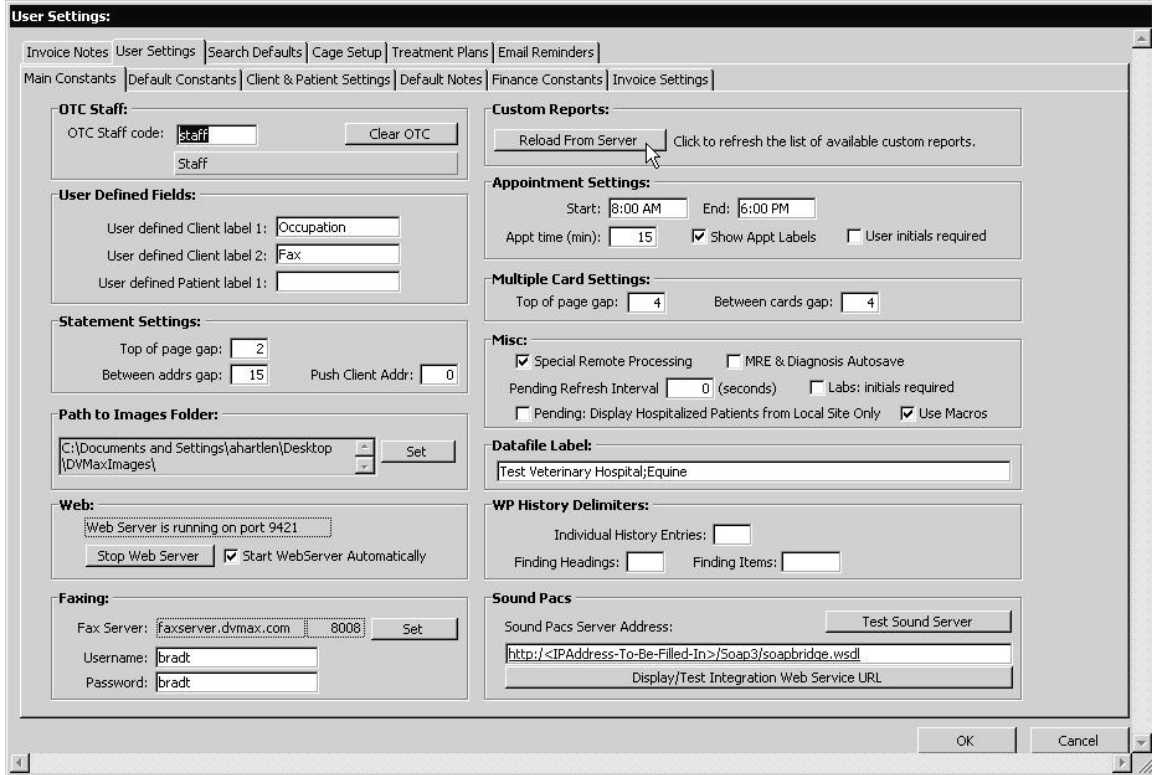 User Settings:
Invoice Notes User Settings Search Defaults Cage Setup Treatment Plans Email Reminders
Main Constants Default Constants Client & Patient Settings Default Notes Finance Constants Invoice Settings
OTC Staff:
OTC Staff code: staff Clear OTC
Staff
User Defined Fields:
User defined Client label 1: Occupation
User defined Client label 2: Fax
User defined Patient label 1:
Statement Settings:
Top of page gap: 2
Between addrs gap: 15 Push Client Addr: 0
Path to Images Folder:
C:\Documents and Settings\ahartlen\Desktop
\DVMaxImages\
Set
Web:
Web Server is running on port 9421
Stop Web Server Start WebServer Automatically
Faxing:
Fax Server: faxserver.dvmax.com 8008 Set
Username: bradt
Password: bradt
Custom Reports:
Reload From Server Click to refresh the list of available custom reports.
Appointment Settings:
Start: 8:00 AM End: 6:00 PM
Appt time (min): 15 Show Appt Labels User initials required
Multiple Card Settings:
Top of page gap: 4 Between cards gap: 4
Misc:
Special Remote Processing MRE & Diagnosis Autosave
Pending Refresh Interval 0 (seconds) Labs: initials required
Pending: Display Hospitalized Patients from Local Site Only Use Macros
Datafile Label:
Test Veterinary Hospital;Equine
WP History Delimiters:
Individual History Entries:
Finding Headings: Finding Items:
Sound Pacs
Sound Pacs Server Address: Test Sound Server
http:/<IPAddress-To-Be-Filled-In>/Soap3/soapbridge.wsdl
Display/Test Integration Web Service URL
OK Cancel